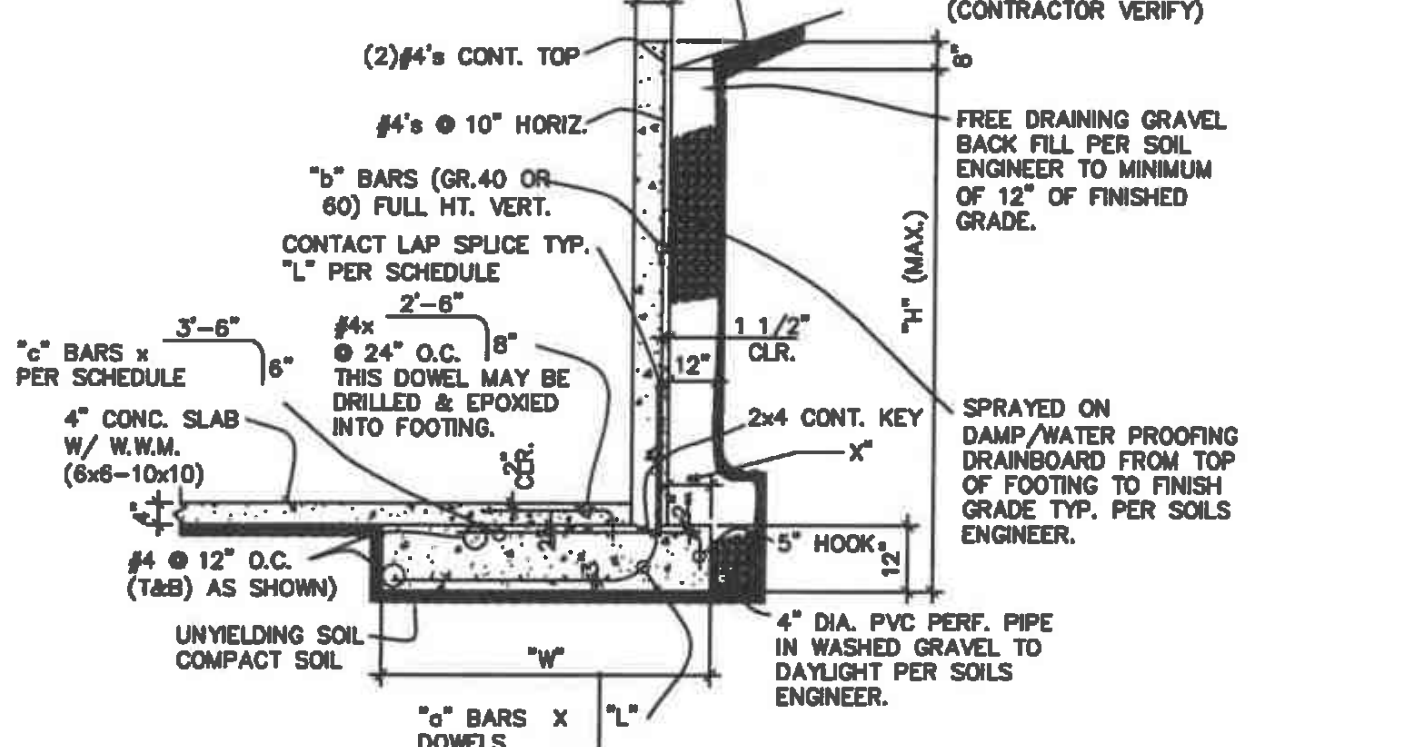 (CONTRACTOR VERIFY)
(2)#4's CONT. TOP
8"
#4's @ 10" HORIZ.
FREE DRAINING GRAVEL
BACK FILL PER SOIL
ENGINEER TO MINIMUM
OF 12" OF FINISHED
GRADE.
"b" BARS (GR.40 OR
60) FULL HT. VERT.
CONTACT LAP SPLICE TYP.
"L" PER SCHEDULE
"H" (MAX.)
3'-6"
6"
"c" BARS x
PER SCHEDULE
2'-6"
8"
#4x
@ 24" O.C.
THIS DOWEL MAY BE
DRILLED & EPOXIED
INTO FOOTING.
1 1/2"
CLR.
12"
4" CONC. SLAB
W/ W.W.M.
(6x6-10x10)
2"
CLR.
2x4 CONT. KEY
X"
SPRAYED ON
DAMP/WATER PROOFING
DRAINBOARD FROM TOP
OF FOOTING TO FINISH
GRADE TYP. PER SOILS
ENGINEER.
4"
2"
5" HOOK
12"
3"
#4 @ 12" O.C.
(T&B) AS SHOWN)
UNYIELDING SOIL
COMPACT SOIL
4" DIA. PVC PERF. PIPE
IN WASHED GRAVEL TO
DAYLIGHT PER SOILS
ENGINEER.
"W"
"a" BARS X
DOWELS
"L"